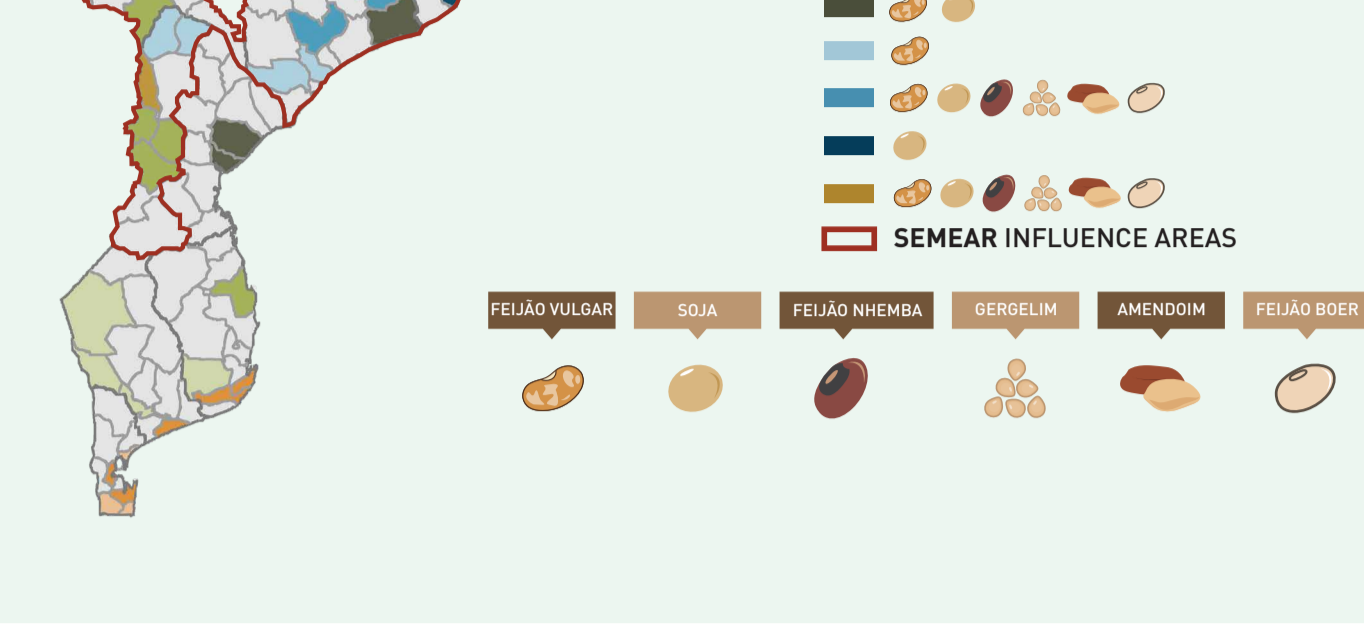 SEMEAR INFLUENCE AREAS
FEIJÃO VULGAR
SOJA
FEIJÃO NHEMBA
GERGELIM
AMENDOIM
FEIJÃO BOER